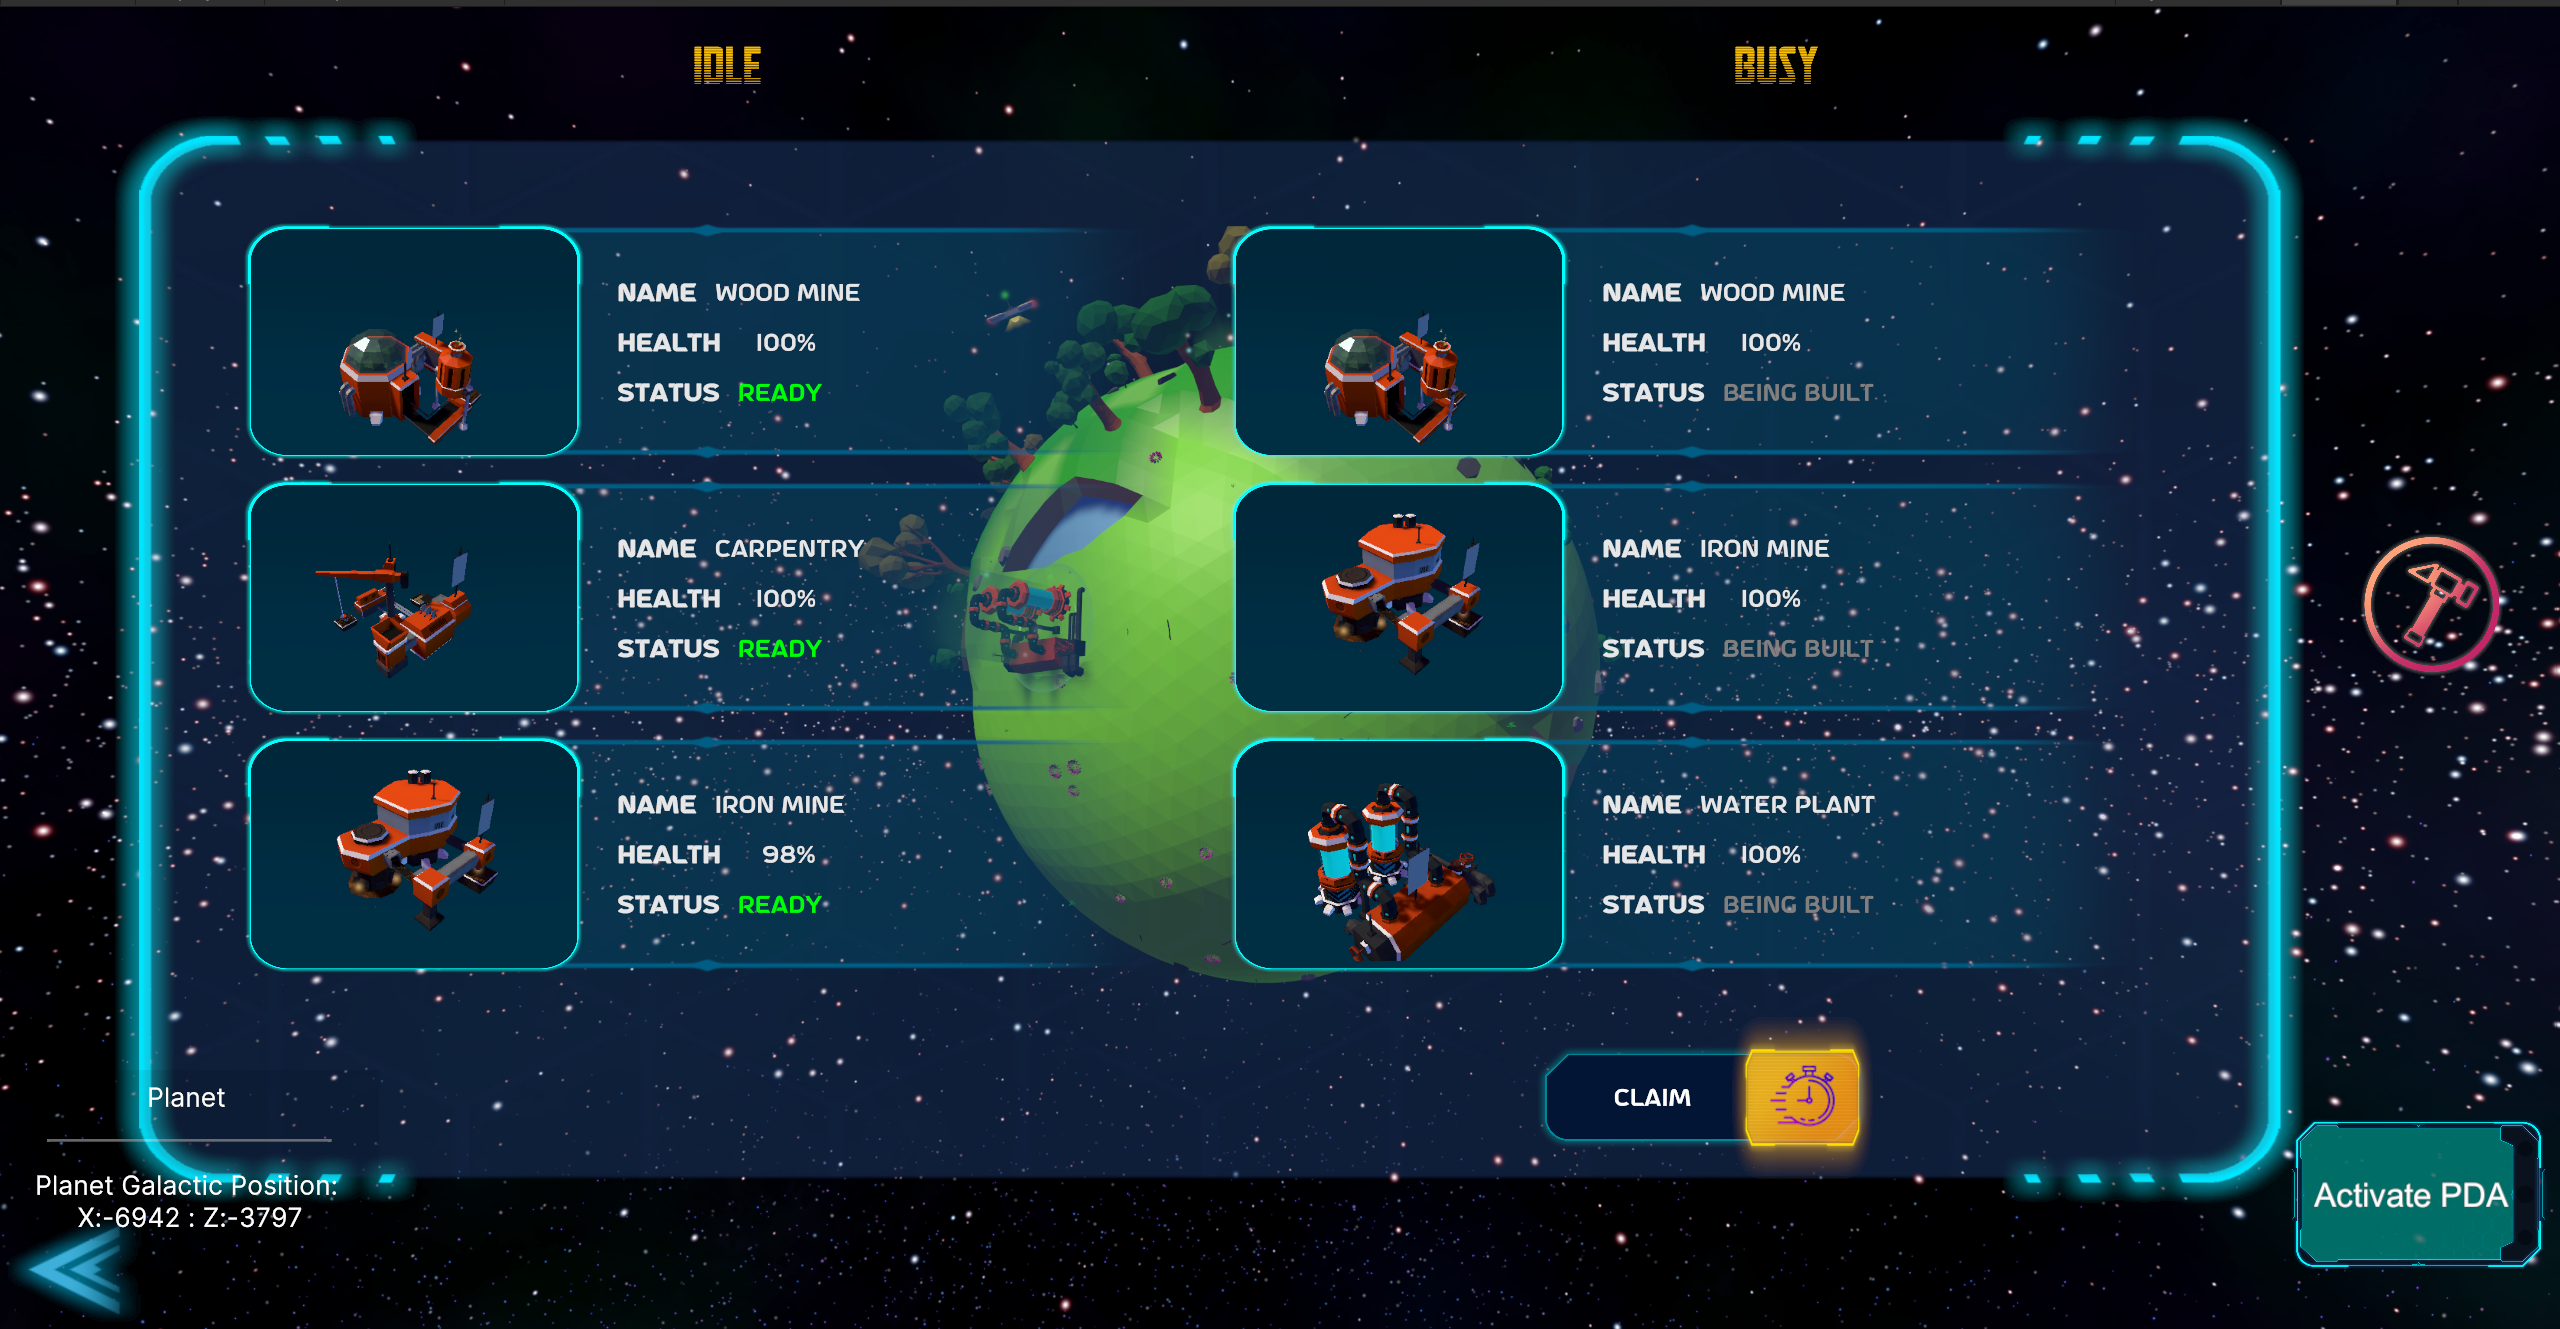 IDLE
BUSY
NAME WOOD MINE
HEALTH 100%
STATUS READY
NAME CARPENTRY
HEALTH 100%
STATUS READY
NAME IRON MINE
HEALTH 98%
STATUS READY
NAME WOOD MINE
HEALTH 100%
STATUS BEING BUILT
NAME IRON MINE
HEALTH 100%
STATUS BEING BUILT
NAME WATER PLANT
HEALTH 100%
STATUS BEING BUILT
CLAIM
Planet
Planet Galactic Position:
X:-6942 : Z:-3797
Activate PDA